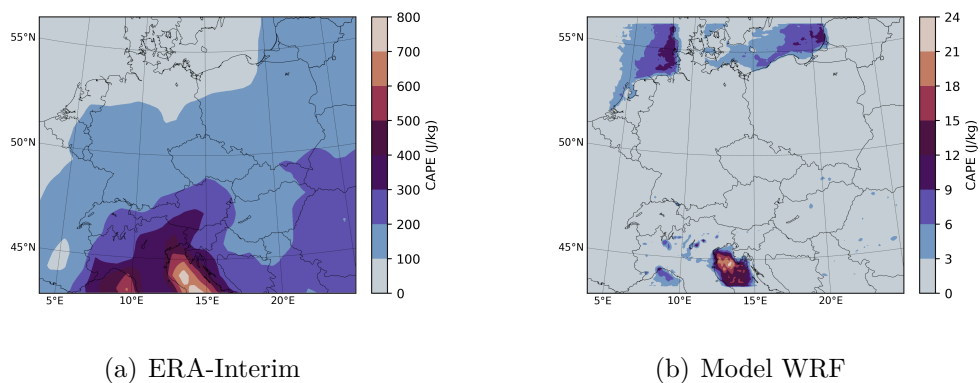 55°N
50°N
45°N
5°E 10°E 15°E 20°E
800
700
600
500
400
300
200
100
0
CAPE (J/kg)
55°N
50°N
45°N
5°E 10°E 15°E 20°E
24
21
18
15
12
9
6
3
0
CAPE (J/kg)
(a) ERA-Interim
(b) Model WRF